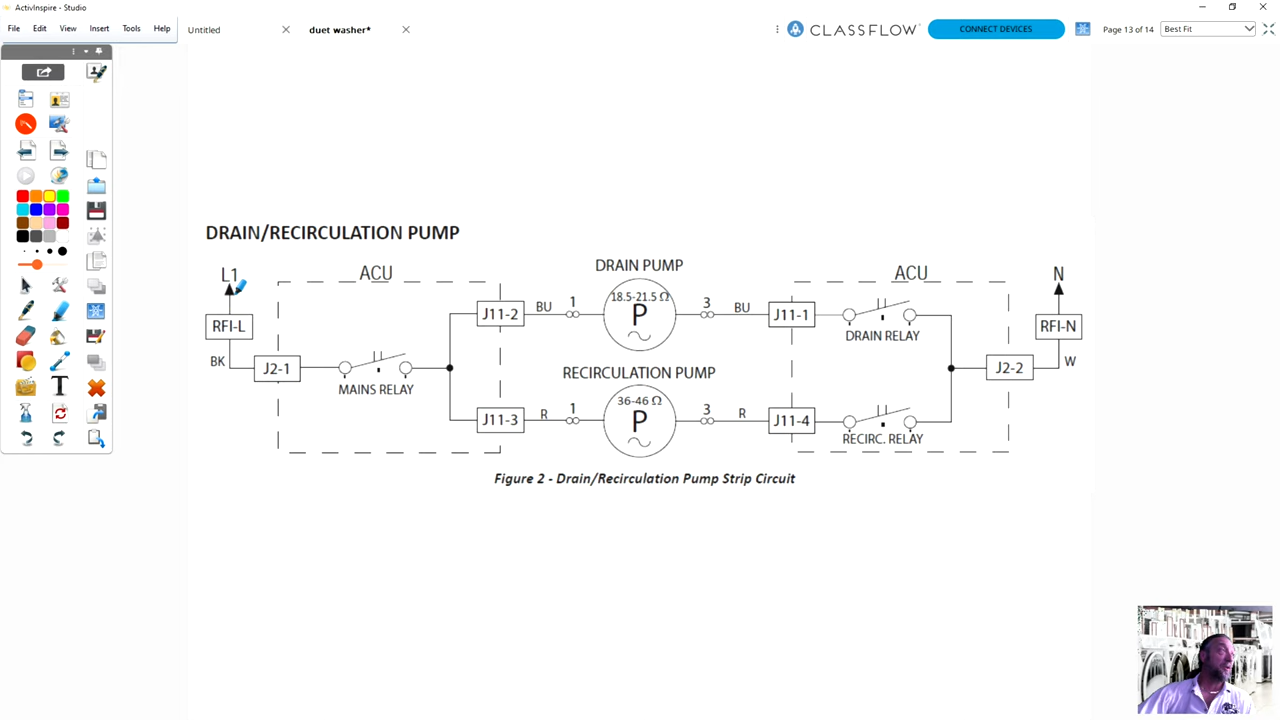 ActivInspire - Studio
File Edit View Insert Tools Help
Untitled
duet washer*
CLASSFLOW
CONNECT DEVICES
Page 13 of 14
Best Fit
DRAIN/RECIRCULATION PUMP
L1 ACU DRAIN PUMP ACU N
18.5-21.5 Ω
RFI-L J11-2 BU 1 P 3 BU J11-1 RFI-N
DRAIN RELAY
BK J2-1 J2-2 W
MAINS RELAY
RECIRCULATION PUMP
36-46 Ω
J11-3 R 1 P 3 R J11-4
RECIRC. RELAY
Figure 2 - Drain/Recirculation Pump Strip Circuit